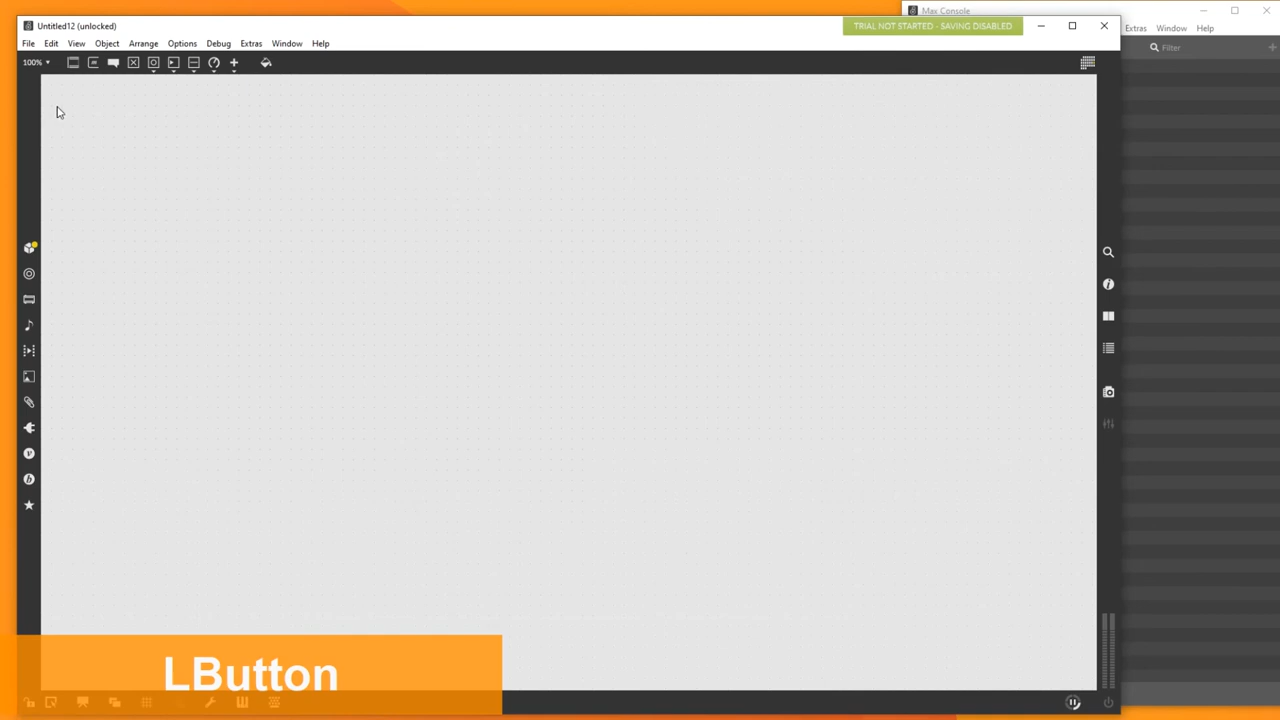 Max Console
Untitled12 (unlocked)
TRIAL NOT STARTED - SAVING DISABLED
File Edit View Object Arrange Options Debug Extras Window Help
Extras Window Help
100%
Filter
LButton